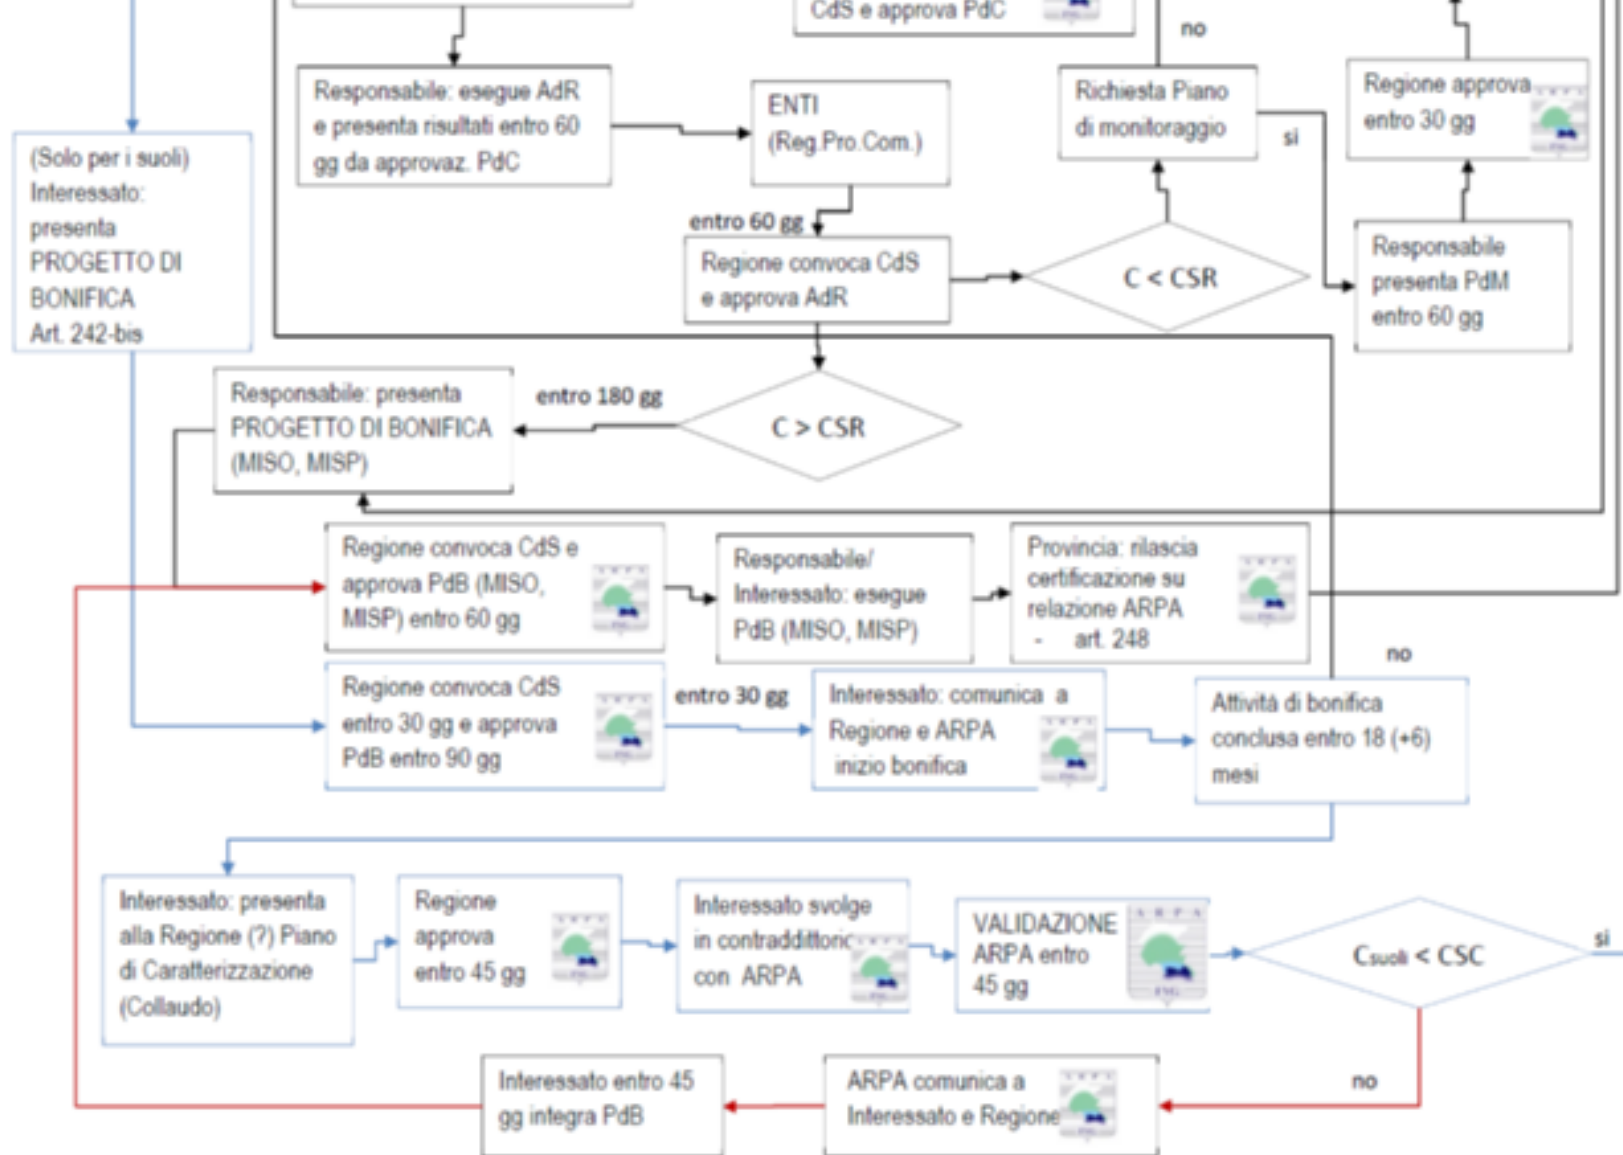 CdS e approva PdC
no
Responsabile: esegue AdR
e presenta risultati entro 60
gg da approvaz. PdC
ENTI
(Reg.Pro.Com.)
Richiesta Piano
di monitoraggio
si
Regione approva
entro 30 gg
(Solo per i suoli)
Interessato:
presenta
PROGETTO DI
BONIFICA
Art. 242-bis
entro 60 gg
Regione convoca CdS
e approva AdR
C < CSR
Responsabile
presenta PdM
entro 60 gg
Responsabile: presenta
PROGETTO DI BONIFICA
(MISO, MISP)
entro 180 gg
C > CSR
Regione convoca CdS e
approva PdB (MISO,
MISP) entro 60 gg
Responsabile/
Interessato: esegue
PdB (MISO, MISP)
Provincia: rilascia
certificazione su
relazione ARPA
- art. 248
no
Regione convoca CdS
entro 30 gg e approva
PdB entro 90 gg
entro 30 gg
Interessato: comunica a
Regione e ARPA
inizio bonifica
Attività di bonifica
conclusa entro 18 (+6)
mesi
Interessato: presenta
alla Regione (?) Piano
di Caratterizzazione
(Collaudo)
Regione
approva
entro 45 gg
Interessato svolge
in contraddittorio
con ARPA
VALIDAZIONE
ARPA entro
45 gg
ARPA
Csuoli < CSC
si
no
ARPA comunica a
Interessato e Regione
Interessato entro 45
gg integra PdB